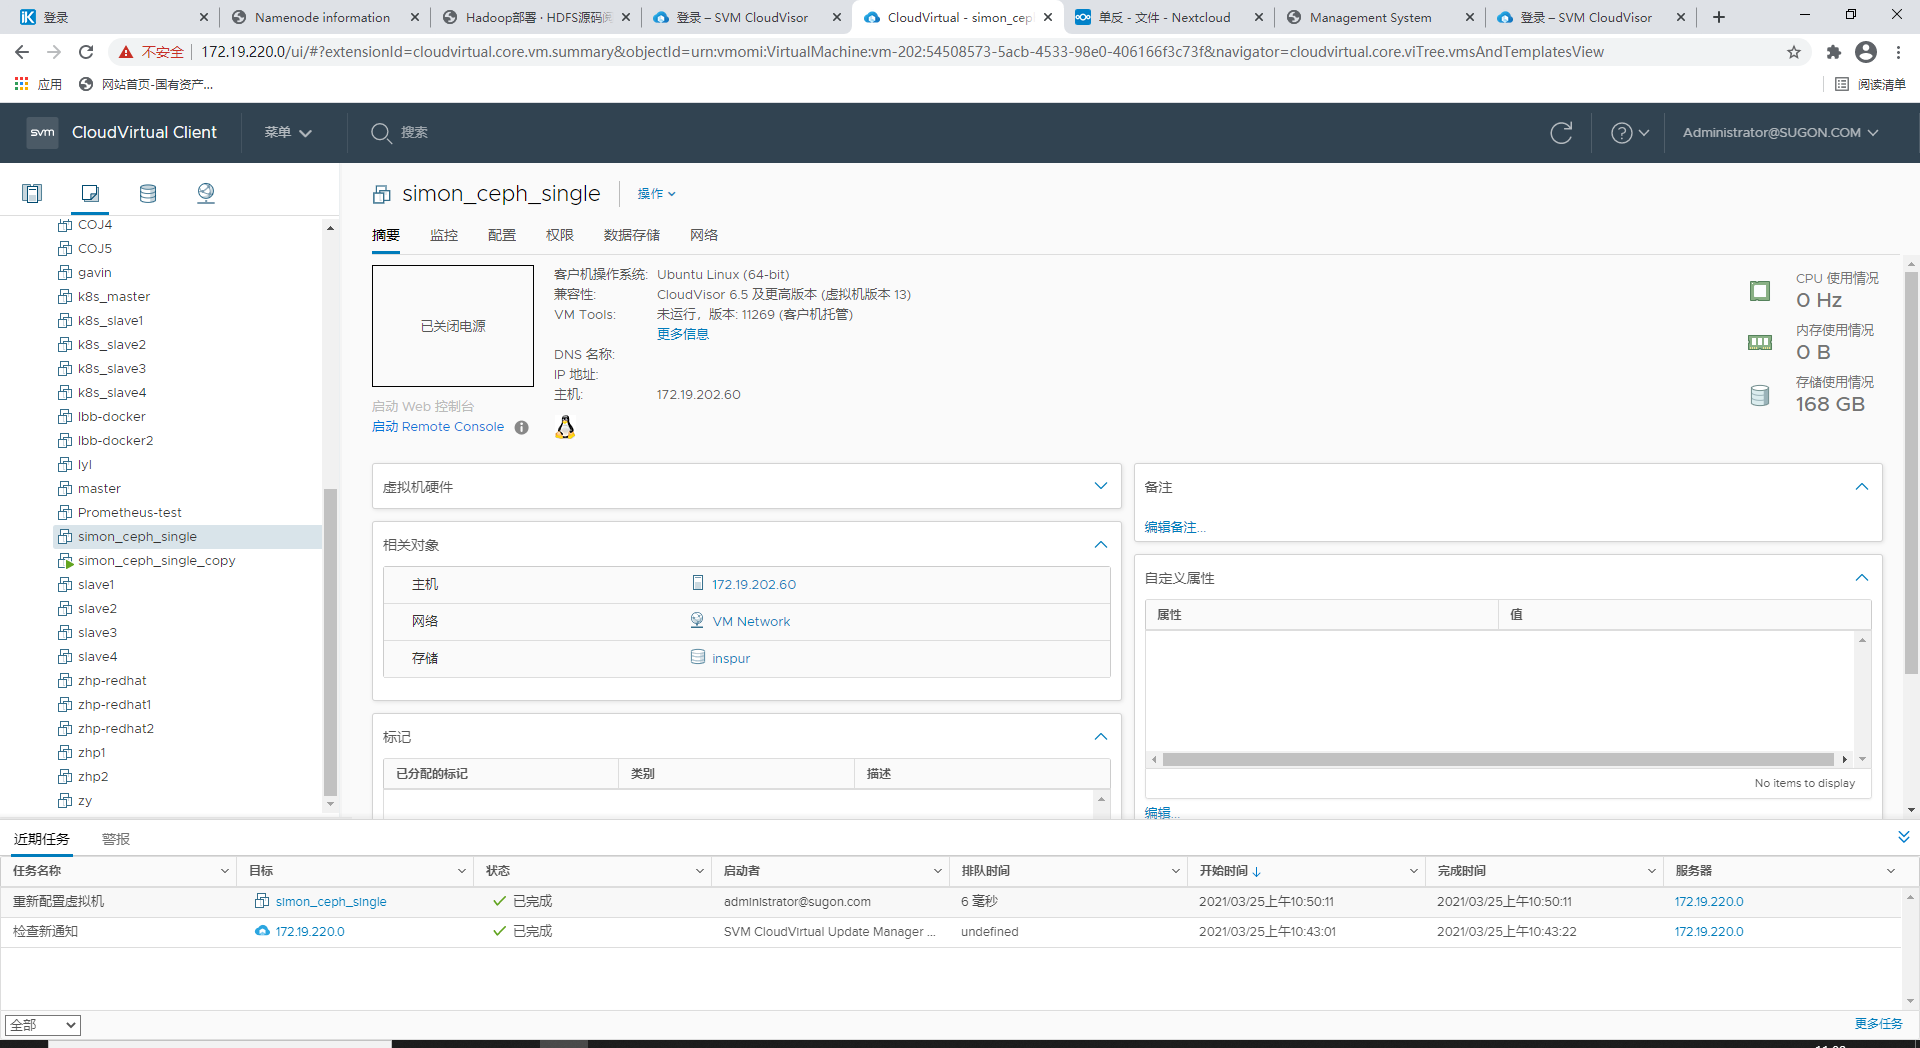 登录
Namenode information
Hadoop部署 · HDFS源码阅
登录 – SVM CloudVisor
CloudVirtual - simon_cep
单反 - 文件 - Nextcloud
Management System
登录 – SVM CloudVisor
不安全
172.19.220.0/ui/#?extensionId=cloudvirtual.core.vm.summary&objectId=urn:vmomi:VirtualMachine:vm-202:54508573-5acb-4533-98e0-406166f3c73f&navigator=cloudvirtual.core.viTree.vmsAndTemplatesView
应用
网站首页-国有资产...
阅读清单
svm
CloudVirtual Client
菜单
搜索
Administrator@SUGON.COM
COJ4
COJ5
gavin
k8s_master
k8s_slave1
k8s_slave2
k8s_slave3
k8s_slave4
lbb-docker
lbb-docker2
lyl
master
Prometheus-test
simon_ceph_single
simon_ceph_single_copy
slave1
slave2
slave3
slave4
zhp-redhat
zhp-redhat1
zhp-redhat2
zhp1
zhp2
zy
simon_ceph_single
操作
摘要 监控 配置 权限 数据存储 网络
已关闭电源
启动 Web 控制台
启动 Remote Console
客户机操作系统: Ubuntu Linux (64-bit)
兼容性: CloudVisor 6.5 及更高版本 (虚拟机版本 13)
VM Tools: 未运行，版本: 11269 (客户机托管)
更多信息
DNS 名称:
IP 地址:
主机: 172.19.202.60
CPU 使用情况
0 Hz
内存使用情况
0 B
存储使用情况
168 GB
虚拟机硬件
相关对象
主机 172.19.202.60
网络 VM Network
存储 inspur
标记
已分配的标记 类别 描述
备注
编辑备注...
自定义属性
属性 值
No items to display
编辑...
近期任务 警报
任务名称 目标 状态 启动者 排队时间 开始时间 完成时间 服务器
重新配置虚拟机 simon_ceph_single 已完成 administrator@sugon.com 6 毫秒 2021/03/25上午10:50:11 2021/03/25上午10:50:11 172.19.220.0
检查新通知 172.19.220.0 已完成 SVM CloudVirtual Update Manager ... undefined 2021/03/25上午10:43:01 2021/03/25上午10:43:22 172.19.220.0
全部
更多任务